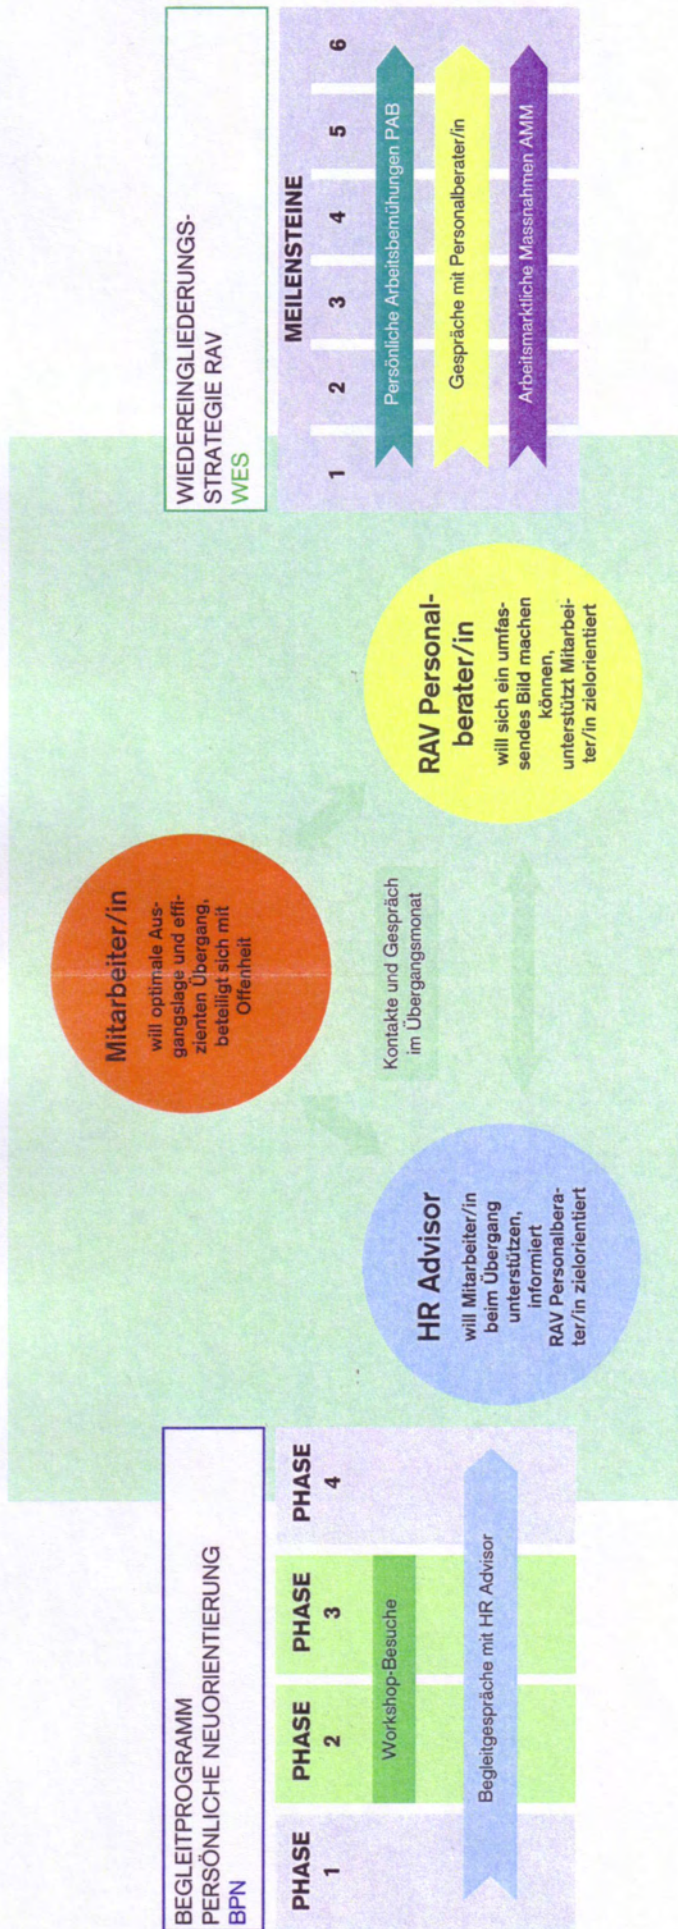 BEGLEITPROGRAMM
PERSÖNLICHE NEUORIENTIERUNG
BPN
PHASE
1
PHASE
2
PHASE
3
PHASE
4
Workshop-Besuche
Begleitgespräche mit HR Advisor
Mitarbeiter/in
will optimale Aus-
gangslage und effi-
zienten Übergang,
beteiligt sich mit
Offenheit
HR Advisor
will Mitarbeiter/in
beim Übergang
unterstützen,
informiert
RAV Personalbera-
ter/in zielorientiert
Kontakte und Gespräch
im Übergangsmonat
RAV Personal-
berater/in
will sich ein umfas-
sendes Bild machen
können,
unterstützt Mitarbei-
ter/in zielorientiert
WIEDEREINGLIEDERUNGS-
STRATEGIE RAV
WES
MEILENSTEINE
1 2 3 4 5 6
Persönliche Arbeitsbemühungen PAB
Gespräche mit Personalberater/in
Arbeitsmarktliche Massnahmen AMM